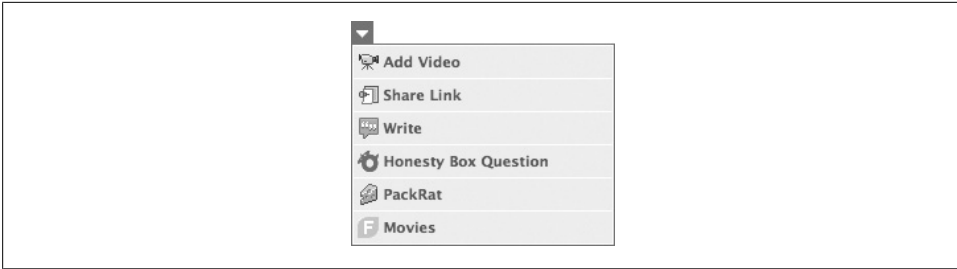 Add Video
Share Link
Write
Honesty Box Question
PackRat
Movies